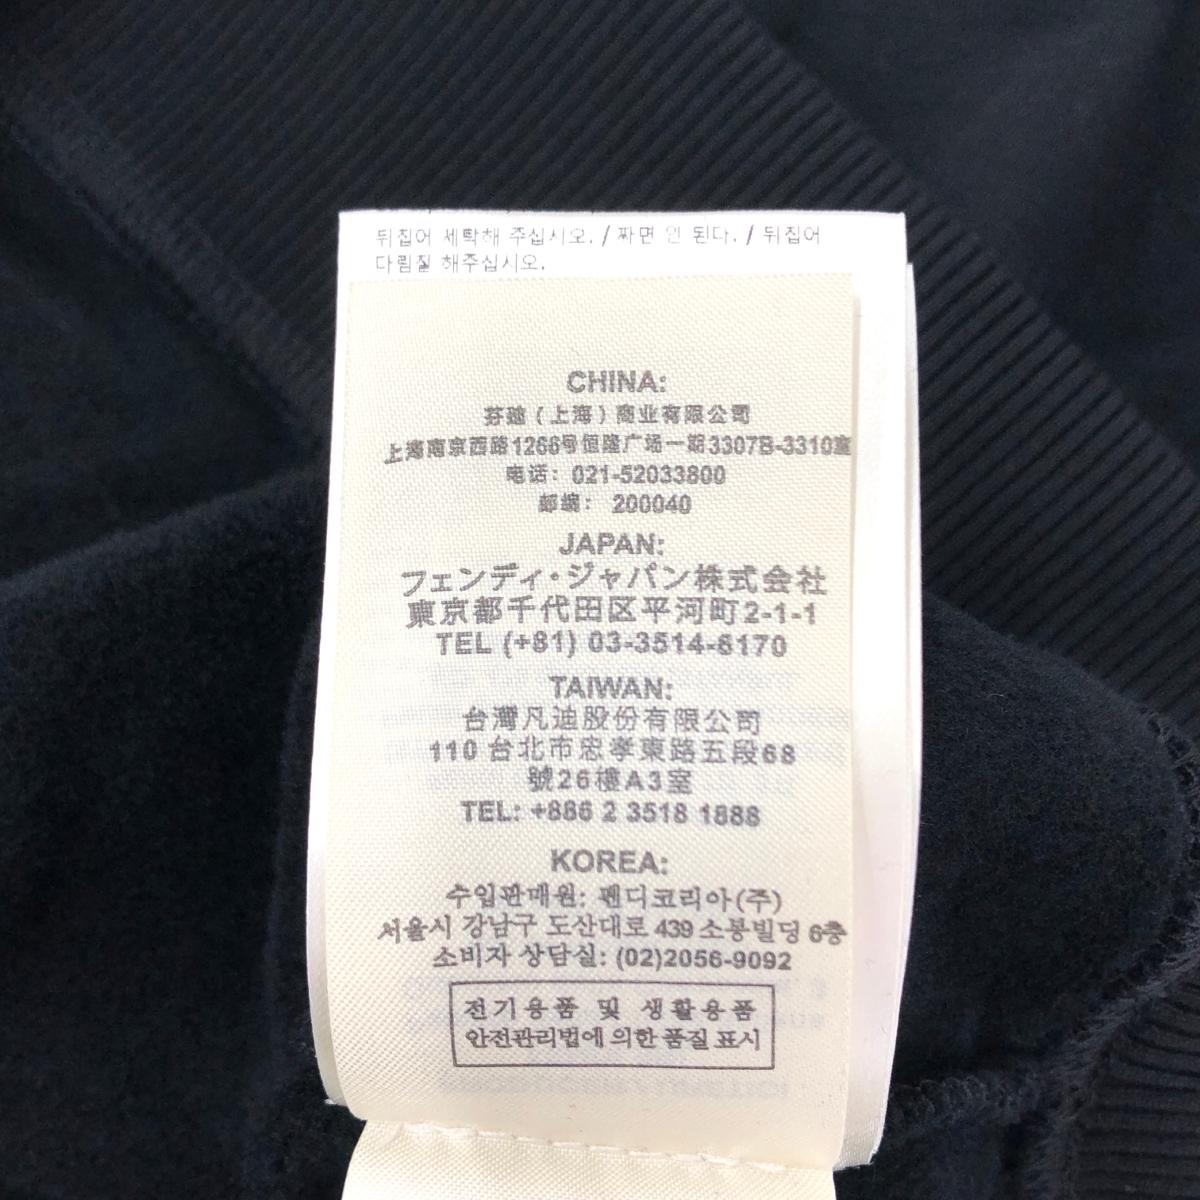 뒤집어 세탁해 주십시오. / 짜면 안 된다. / 뒤집어
다림질 해주십시오.
CHINA:
芬迪（上海）商业有限公司
上海南京西路1266号恒隆广场一期3307B-3310室
电话: 021-52033800
邮编: 200040
JAPAN:
フェンディ・ジャパン株式会社
東京都千代田区平河町2-1-1
TEL (+81) 03-3514-6170
TAIWAN:
台灣凡迪股份有限公司
110 台北市忠孝東路五段68
號26樓A3室
TEL: +886 2 3518 1888
KOREA:
수입판매원: 펜디코리아(주)
서울시 강남구 도산대로 439 소봉빌딩 6층
소비자 상담실: (02)2056-9092
전기용품 및 생활용품
안전관리법에 의한 품질 표시